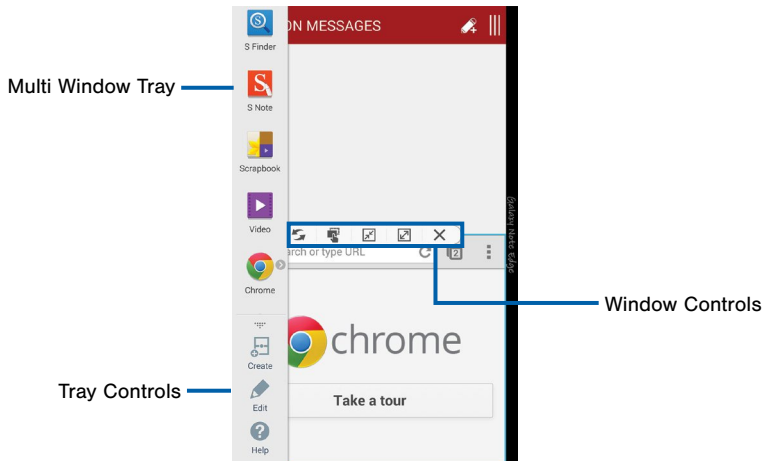 S Finder
ON MESSAGES
Multi Window Tray
S Note
Scrapbook
Video
Galaxy Note Edge
arch or type URL
2
Chrome
Window Controls
chrome
Create
Take a tour
Tray Controls
Edit
Help